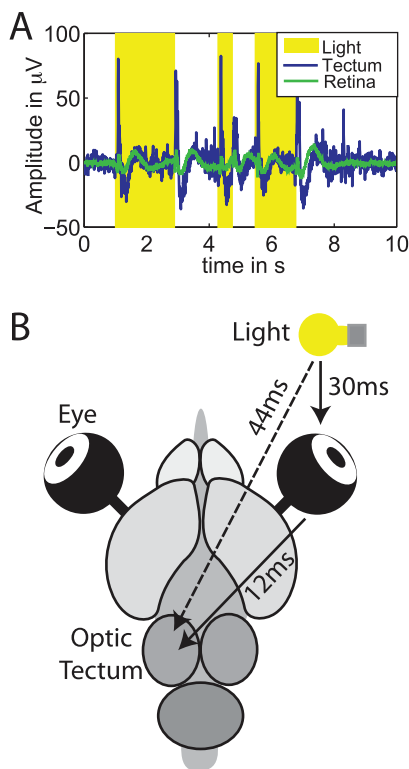 A
Amplitude in μV
100
50
0
−50
Light
Tectum
Retina
0 2 4 6 8 10
time in s
B
Light
44ms
30ms
Eye
12ms
Optic
Tectum